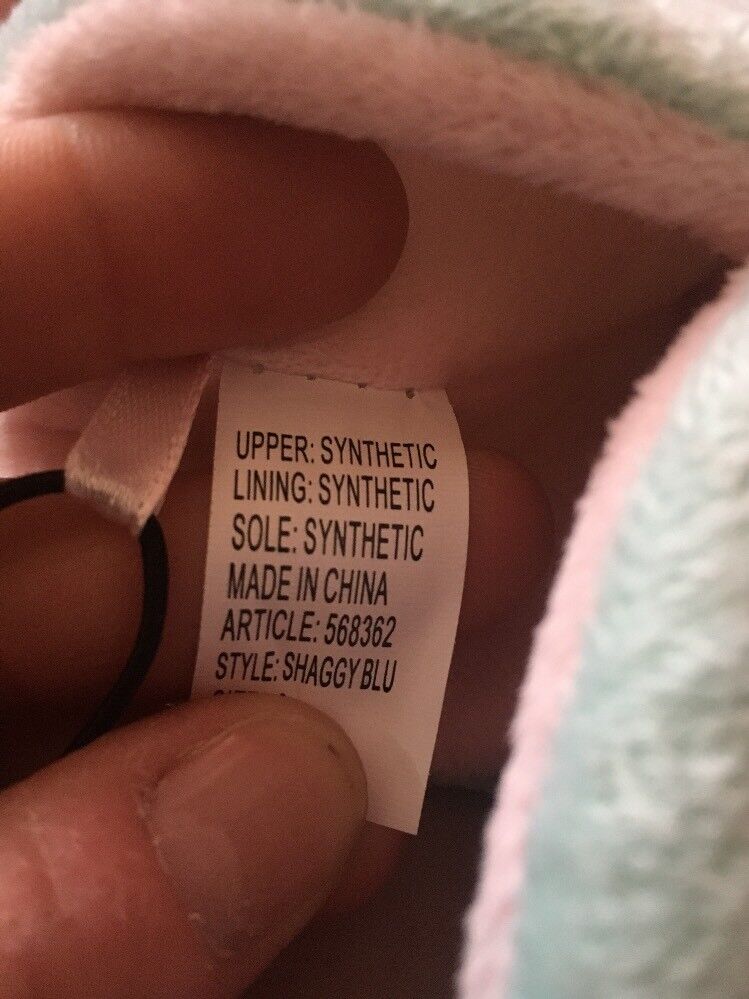 UPPER: SYNTHETIC
LINING: SYNTHETIC
SOLE: SYNTHETIC
MADE IN CHINA
ARTICLE: 568362
STYLE: SHAGGY BLU